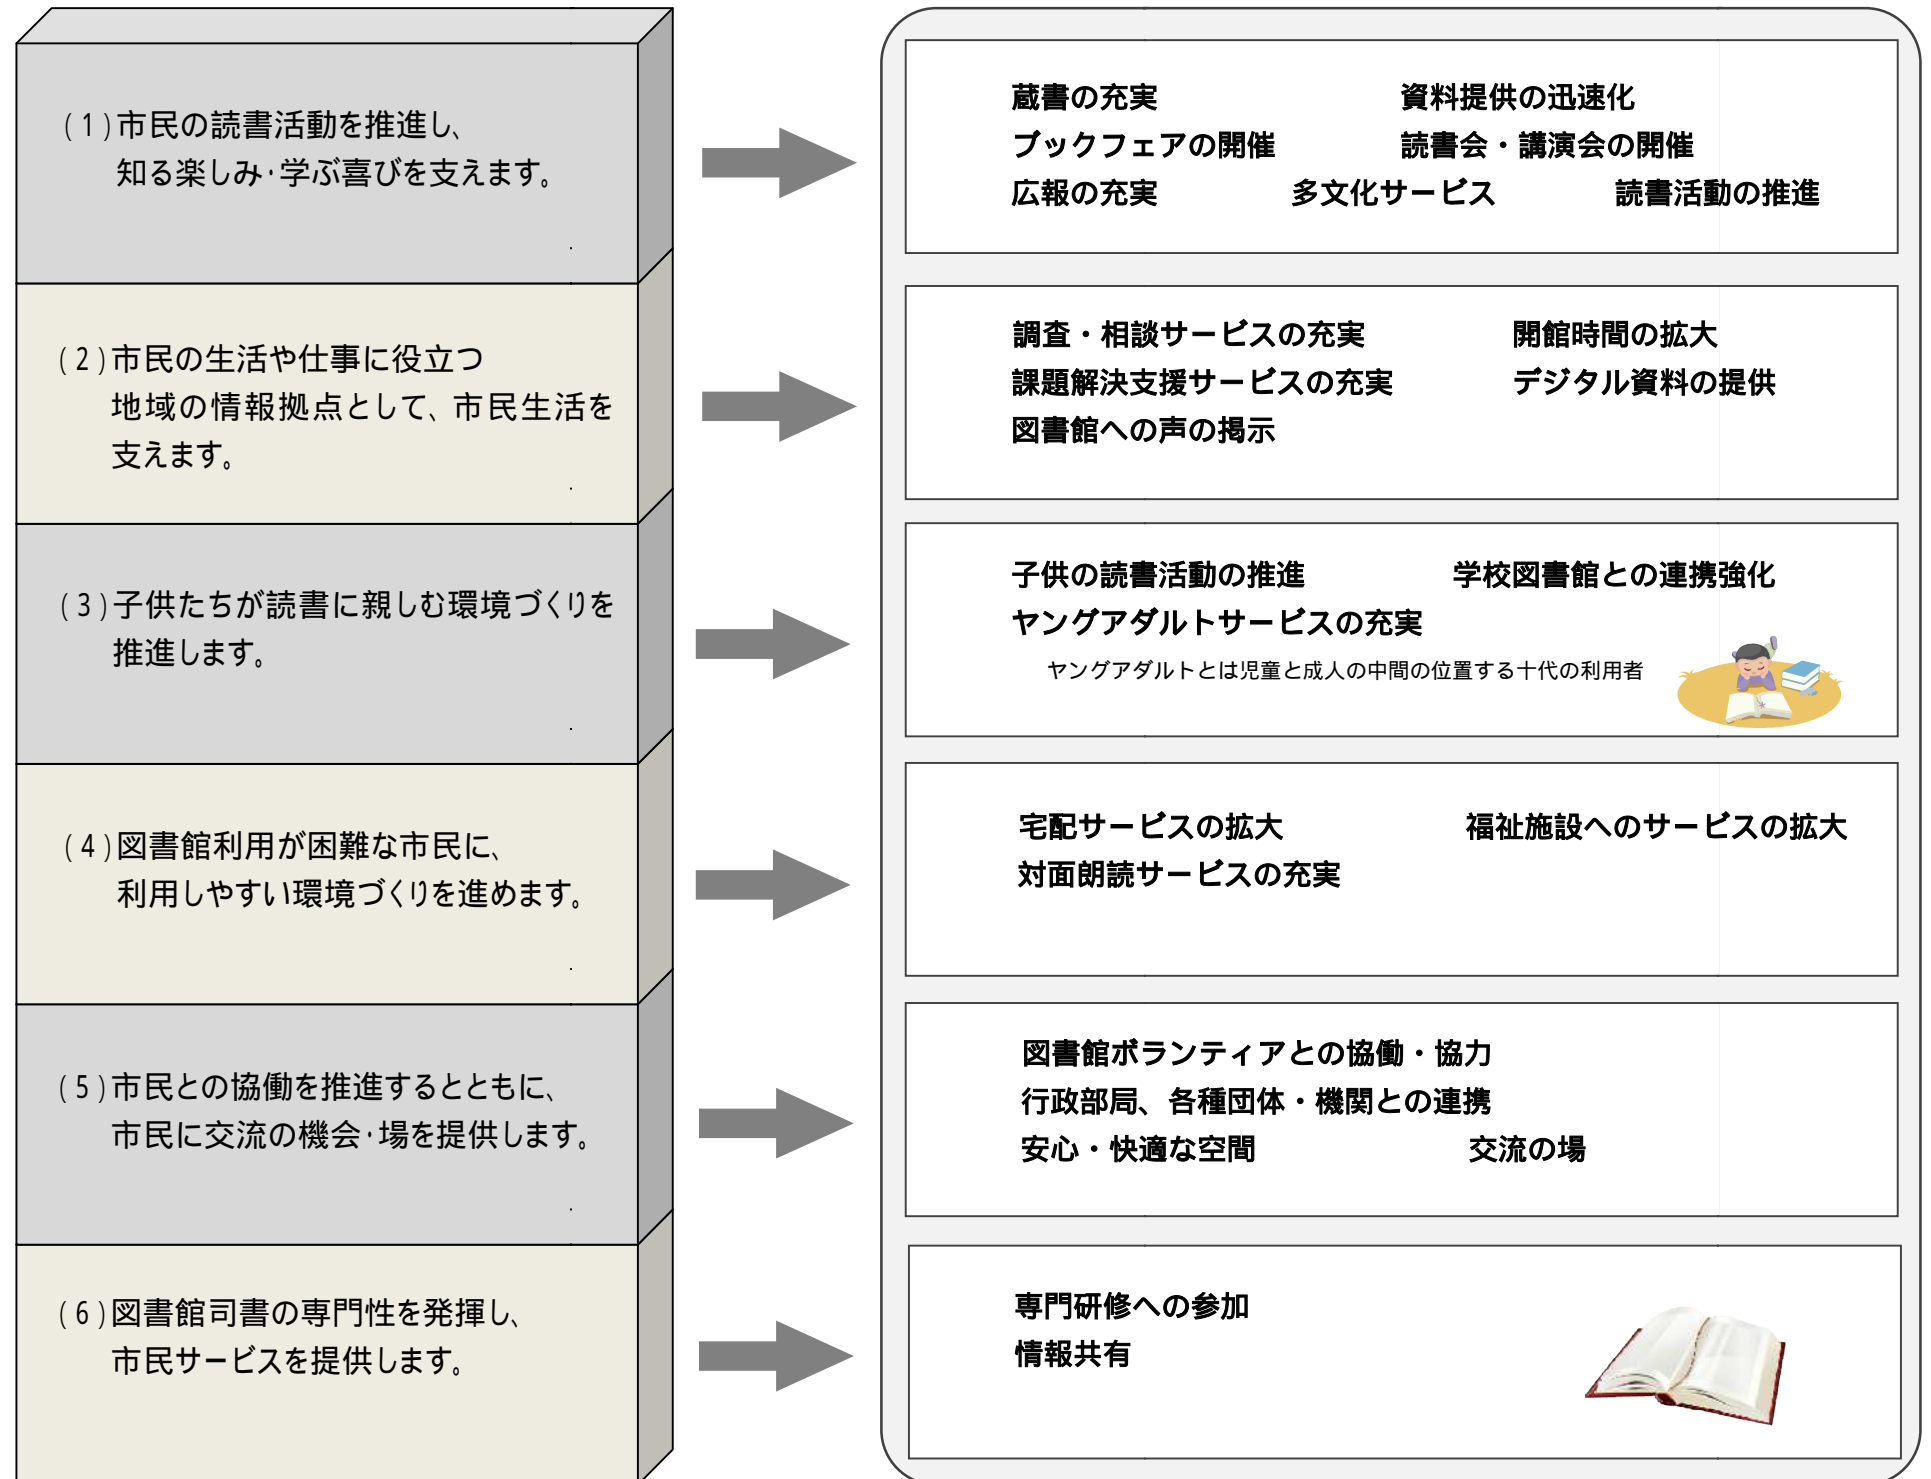 (1)市民の読書活動を推進し、
知る楽しみ・学ぶ喜びを支えます。
蔵書の充実 資料提供の迅速化
ブックフェアの開催 読書会・講演会の開催
広報の充実 多文化サービス 読書活動の推進
(2)市民の生活や仕事に役立つ
地域の情報拠点として、市民生活を
支えます。
調査・相談サービスの充実 開館時間の拡大
課題解決支援サービスの充実 デジタル資料の提供
図書館への声の掲示
(3)子供たちが読書に親しむ環境づくりを
推進します。
子供の読書活動の推進 学校図書館との連携強化
ヤングアダルトサービスの充実
ヤングアダルトとは児童と成人の中間の位置する十代の利用者
(4)図書館利用が困難な市民に、
利用しやすい環境づくりを進めます。
宅配サービスの拡大 福祉施設へのサービスの拡大
対面朗読サービスの充実
(5)市民との協働を推進するとともに、
市民に交流の機会・場を提供します。
図書館ボランティアとの協働・協力
行政部局、各種団体・機関との連携
安心・快適な空間 交流の場
(6)図書館司書の専門性を発揮し、
市民サービスを提供します。
専門研修への参加
情報共有